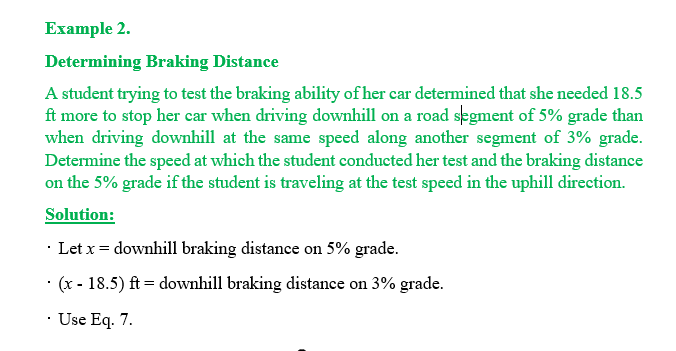 Example 2.
Determining Braking Distance
A student trying to test the braking ability of her car determined that she needed 18.5
ft more to stop her car when driving downhill on a road segment of 5% grade than
when driving downhill at the same speed along another segment of 3% grade.
Determine the speed at which the student conducted her test and the braking distance
on the 5% grade if the student is traveling at the test speed in the uphill direction.
Solution:
· Let x = downhill braking distance on 5% grade.
· (x - 18.5) ft = downhill braking distance on 3% grade.
· Use Eq. 7.